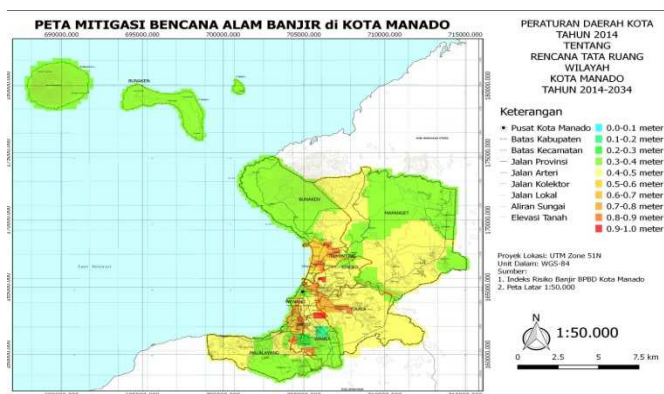 PETA MITIGASI BENCANA ALAM BANJIR di KOTA MANADO
690000,000 695000,000 700000,000 705000,000 710000,000 715000,000
BUNAKEN
BUNAKEN
MAPANGET
TUMINTING
MALALAYANG
PERATURAN DAERAH KOTA
TAHUN 2014
TENTANG
RENCANA TATA RUANG
WILAYAH
KOTA MANADO
TAHUN 2014-2034
Keterangan
Pusat Kota Manado
Batas Kabupaten
Batas Kecamatan
Jalan Provinsi
Jalan Arteri
Jalan Kolektor
Jalan Lokal
Aliran Sungai
Elevasi Tanah
0.0-0.1 meter
0.1-0.2 meter
0.2-0.3 meter
0.3-0.4 meter
0.4-0.5 meter
0.5-0.6 meter
0.6-0.7 meter
0.7-0.8 meter
0.8-0.9 meter
0.9-1.0 meter
Proyek Lokasi: UTM Zone 51N
Unit Dalam: WGS-84
Sumber:
1. Indeks Risiko Banjir BPBD Kota Manado
2. Peta Latar 1:50.000
N
1:50.000
0 2.5 5 7.5 km